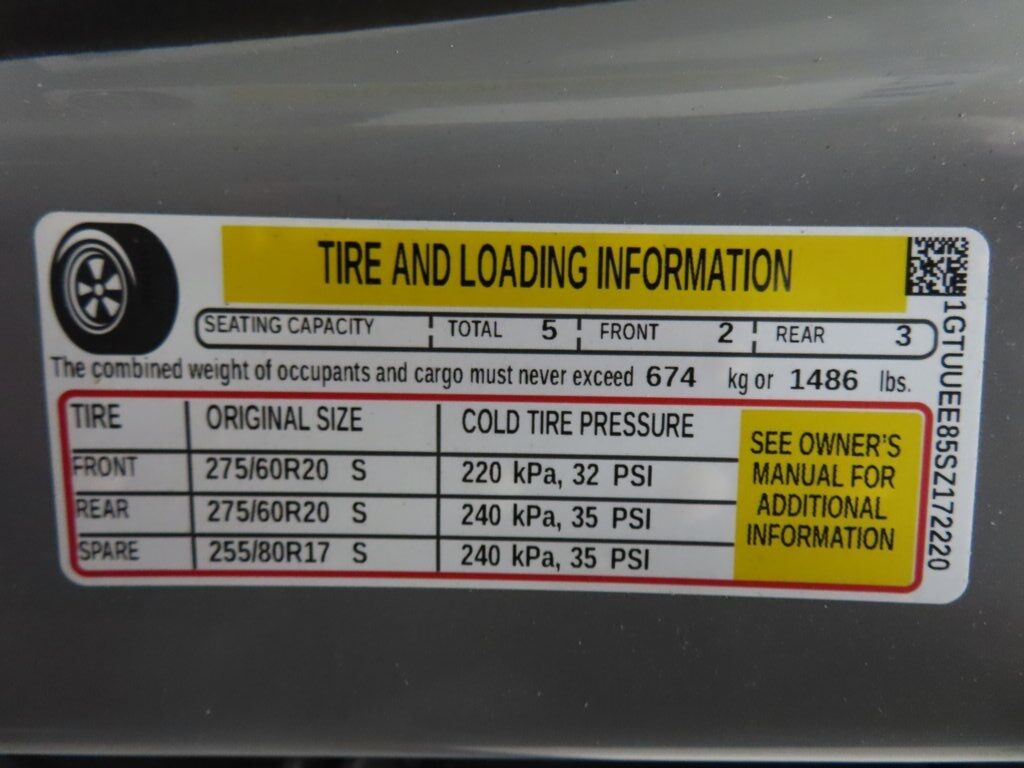 TIRE AND LOADING INFORMATION
SEATING CAPACITY TOTAL 5 FRONT 2 REAR 3
The combined weight of occupants and cargo must never exceed 674 kg or 1486 lbs.
TIRE ORIGINAL SIZE COLD TIRE PRESSURE
FRONT 275/60R20 S 220 kPa, 32 PSI
REAR 275/60R20 S 240 kPa, 35 PSI
SPARE 255/80R17 S 240 kPa, 35 PSI
SEE OWNER'S
MANUAL FOR
ADDITIONAL
INFORMATION
1GTUUEE85SZ172220